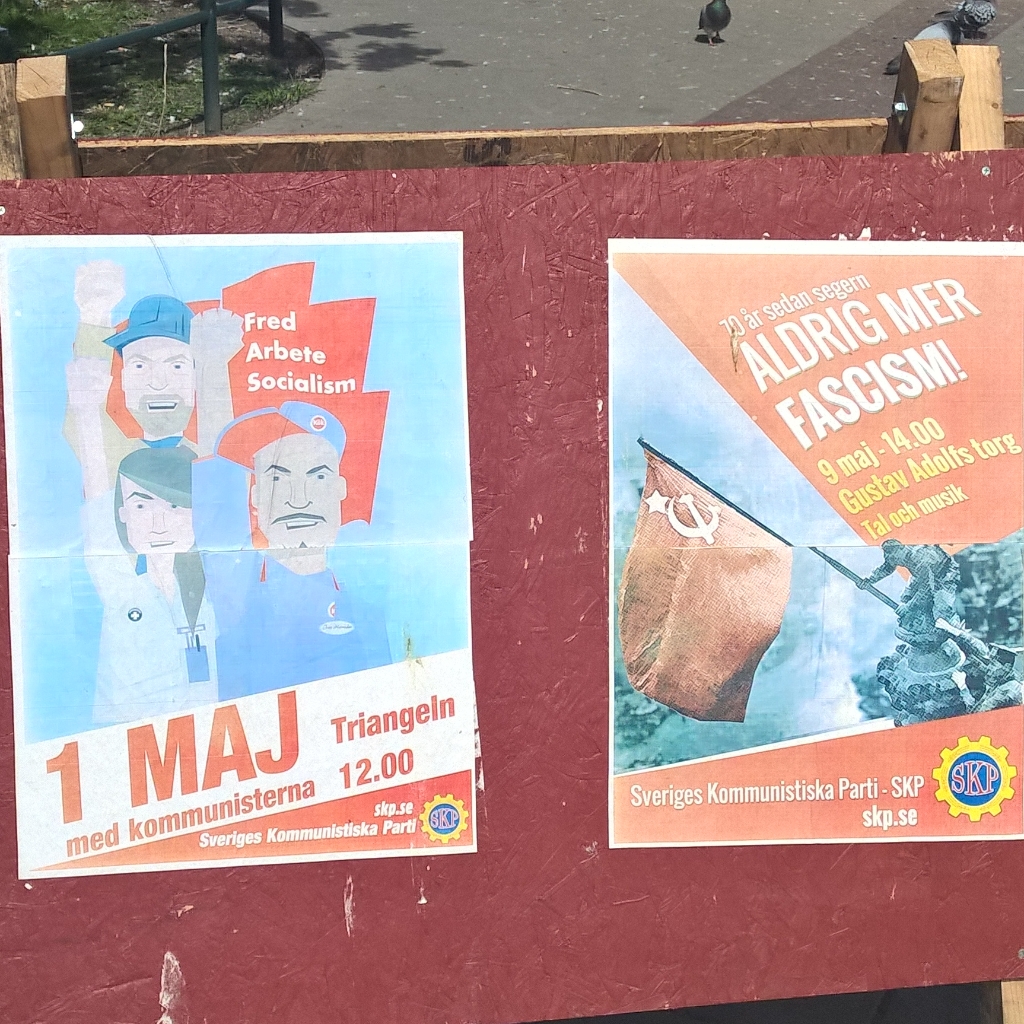 Fred
Arbete
Socialism
1 MAJ
Triangeln
12.00
med kommunisterna
skp.se
Sveriges Kommunistiska Parti
SKP
70 år sedan segern
ALDRIG MER
FASCISM!
9 maj - 14.00
Gustav Adolfs torg
Tal och musik
Sveriges Kommunistiska Parti - SKP
skp.se
SKP